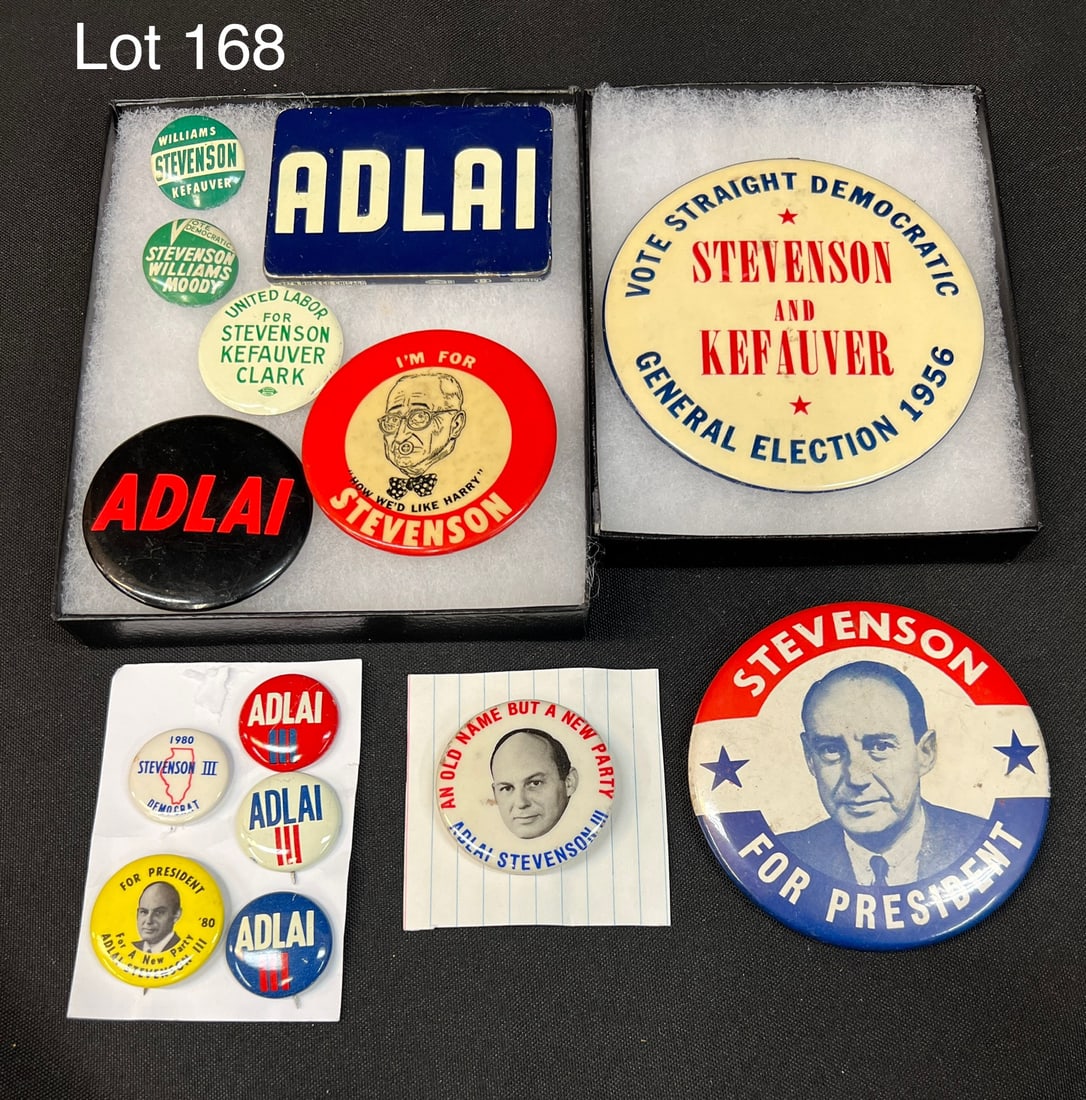 Lot 168
WILLIAMS
STEVENSON
KEFAUVER
ADLAI
VOTE
DEMOCRATIC
STEVENSON
WILLIAMS
MOODY
UNITED LABOR
FOR
STEVENSON
KEFAUVER
CLARK
I'M FOR
"HOW WE'D LIKE HARRY"
STEVENSON
ADLAI
VOTE STRAIGHT DEMOCRATIC
STEVENSON
AND
KEFAUVER
GENERAL ELECTION 1956
1980
STEVENSON III
DEMOCRAT
ADLAI
III
ADLAI
III
FOR PRESIDENT
'80
For A New Party
ADLAI STEVENSON III
ADLAI
III
AN OLD NAME BUT A NEW PARTY
ADLAI STEVENSON III
STEVENSON
FOR PRESIDENT